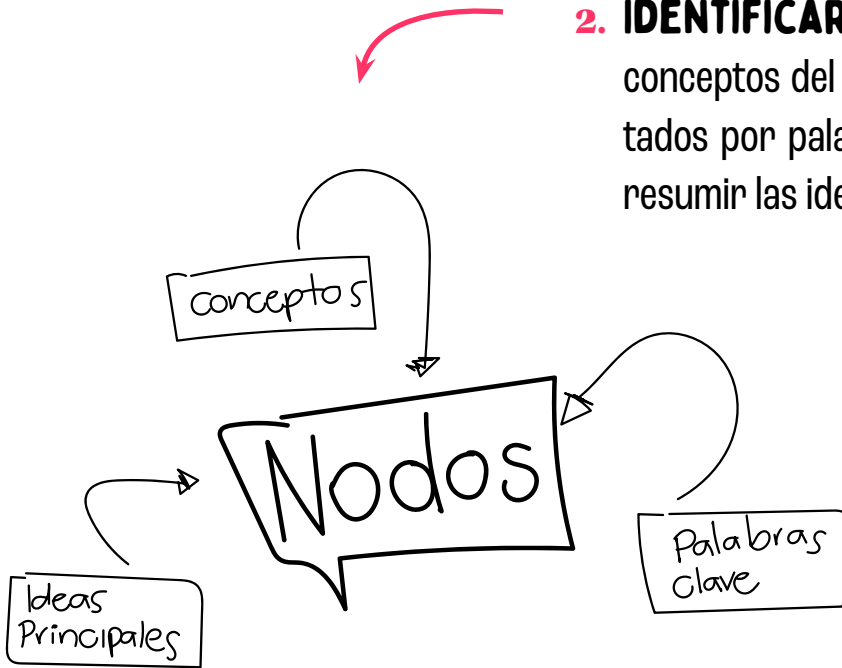 2. IDENTIFICAR
conceptos del
tados por pala
resumir las ide
conceptos
Nodos
Palabras
clave
Ideas
Principales